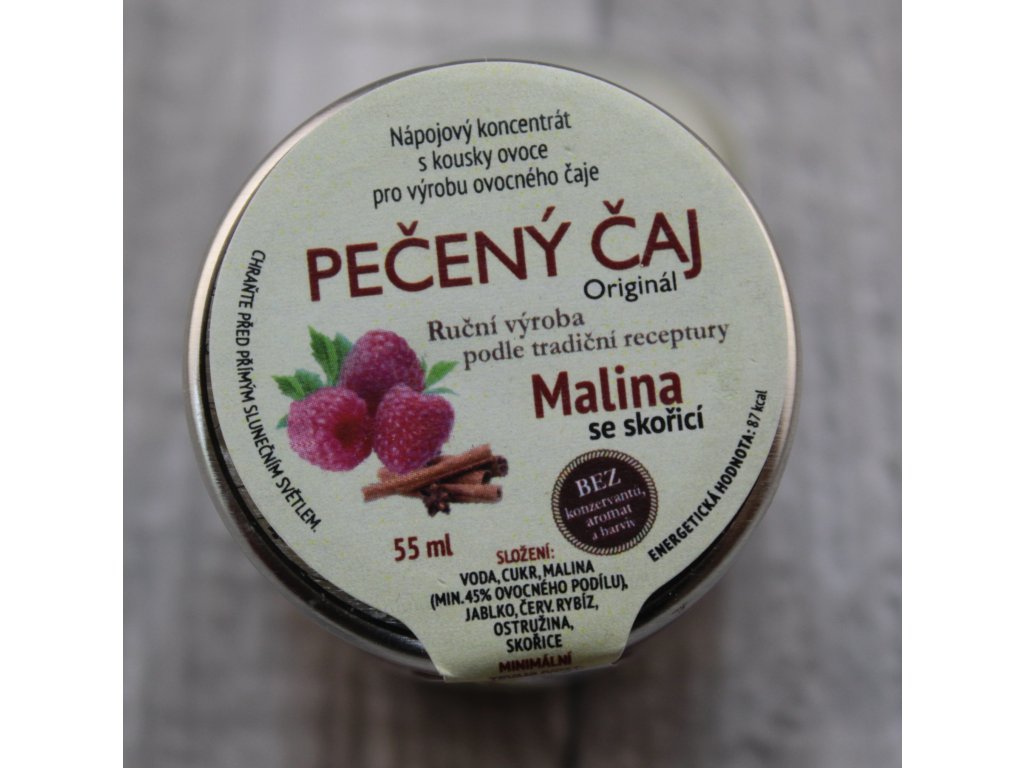 Nápojový koncentrát
s kousky ovoce
pro výrobu ovocného čaje
PEČENÝ ČAJ
Originál
Ruční výroba
podle tradiční receptury
Malina
se skořicí
CHRAŇTE PŘED PŘÍMÝM SLUNEČNÍM SVĚTLEM.
BEZ
konzervantů,
aromat
a barviv
ENERGETICKÁ HODNOTA: 87 kcal
55 ml
SLOŽENÍ:
VODA, CUKR, MALINA
(MIN. 45% OVOCNÉHO PODÍLU),
JABLKO, ČERV. RYBÍZ,
OSTRUŽINA,
SKOŘICE
MINIMÁLNÍ